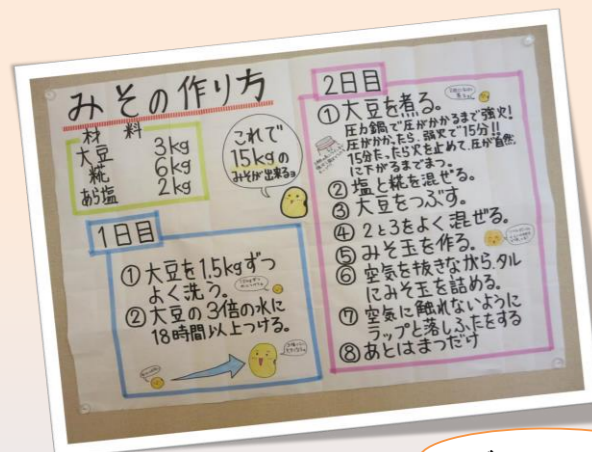 みその作り方
材料
大豆 3kg
糀 6kg
あら塩 2kg
これで
15kgの
みそが出来る
1日目
①大豆を1.5kgずつ
よく洗う。
②大豆の3倍の水に
18時間以上つける。
2日目
①大豆を煮る。
圧力鍋で圧がかかるまで強火!
圧がかかったら、弱火で15分!!
15分たったら火を止めて、圧が自然
に下がるまでまつ。
②塩と糀を混ぜる。
③大豆をつぶす。
④2と3をよく混ぜる。
⑤みそ玉を作る。
⑥空気を抜きながら、タル
にみそ玉を詰める。
⑦空気に触れないように
ラップと落しぶたをする
⑧あとはまつだけ